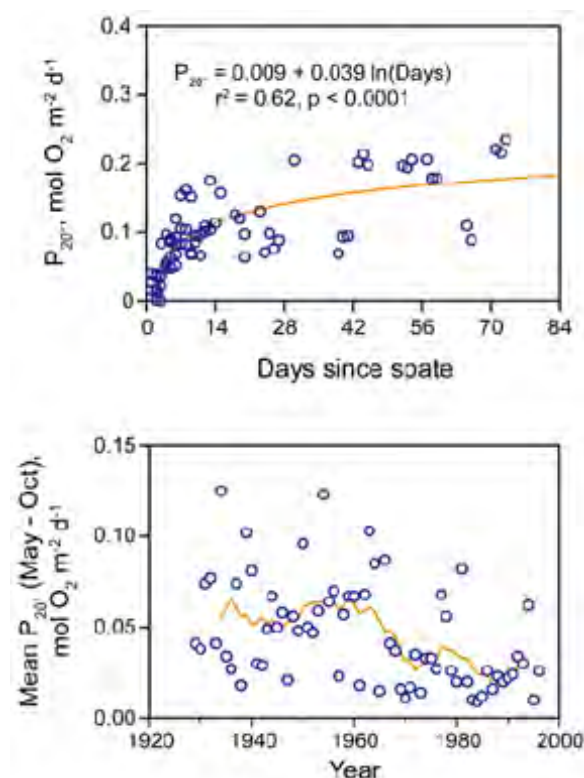 0.4
P₂₀₋ = 0.009 + 0.039 ln(Days)
r² = 0.62, p < 0.0001
0.3
0.2
0.1
0
P₂₀₋, mol O₂ m⁻² d⁻¹
0 14 28 42 56 70 84
Days since spate
0.15
0.10
0.05
0.00
Mean P₂₀ (May - Oct),
mol O₂ m⁻² d⁻¹
1920 1940 1960 1980 2000
Year